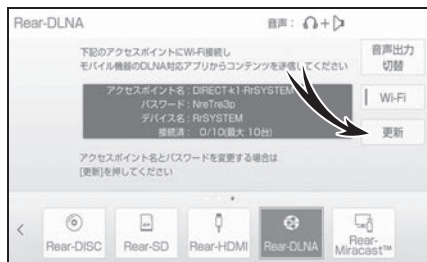 Rear-DLNA
音声:
下記のアクセスポイントにWi-Fi接続し
モバイル機器のDLNA対応アプリからコンテンツを送信してください
アクセスポイント名 : DIRECT-k1-RrSYSTEM
パスワード : NreTre3p
デバイス名 : RrSYSTEM
接続済 : 0/10(最大 10台)
アクセスポイント名とパスワードを変更する場合は
[更新]を押してください
音声出力
切替
Wi-Fi
更新
Rear-DISC
Rear-SD
Rear-HDMI
Rear-DLNA
Rear-
Miracast™